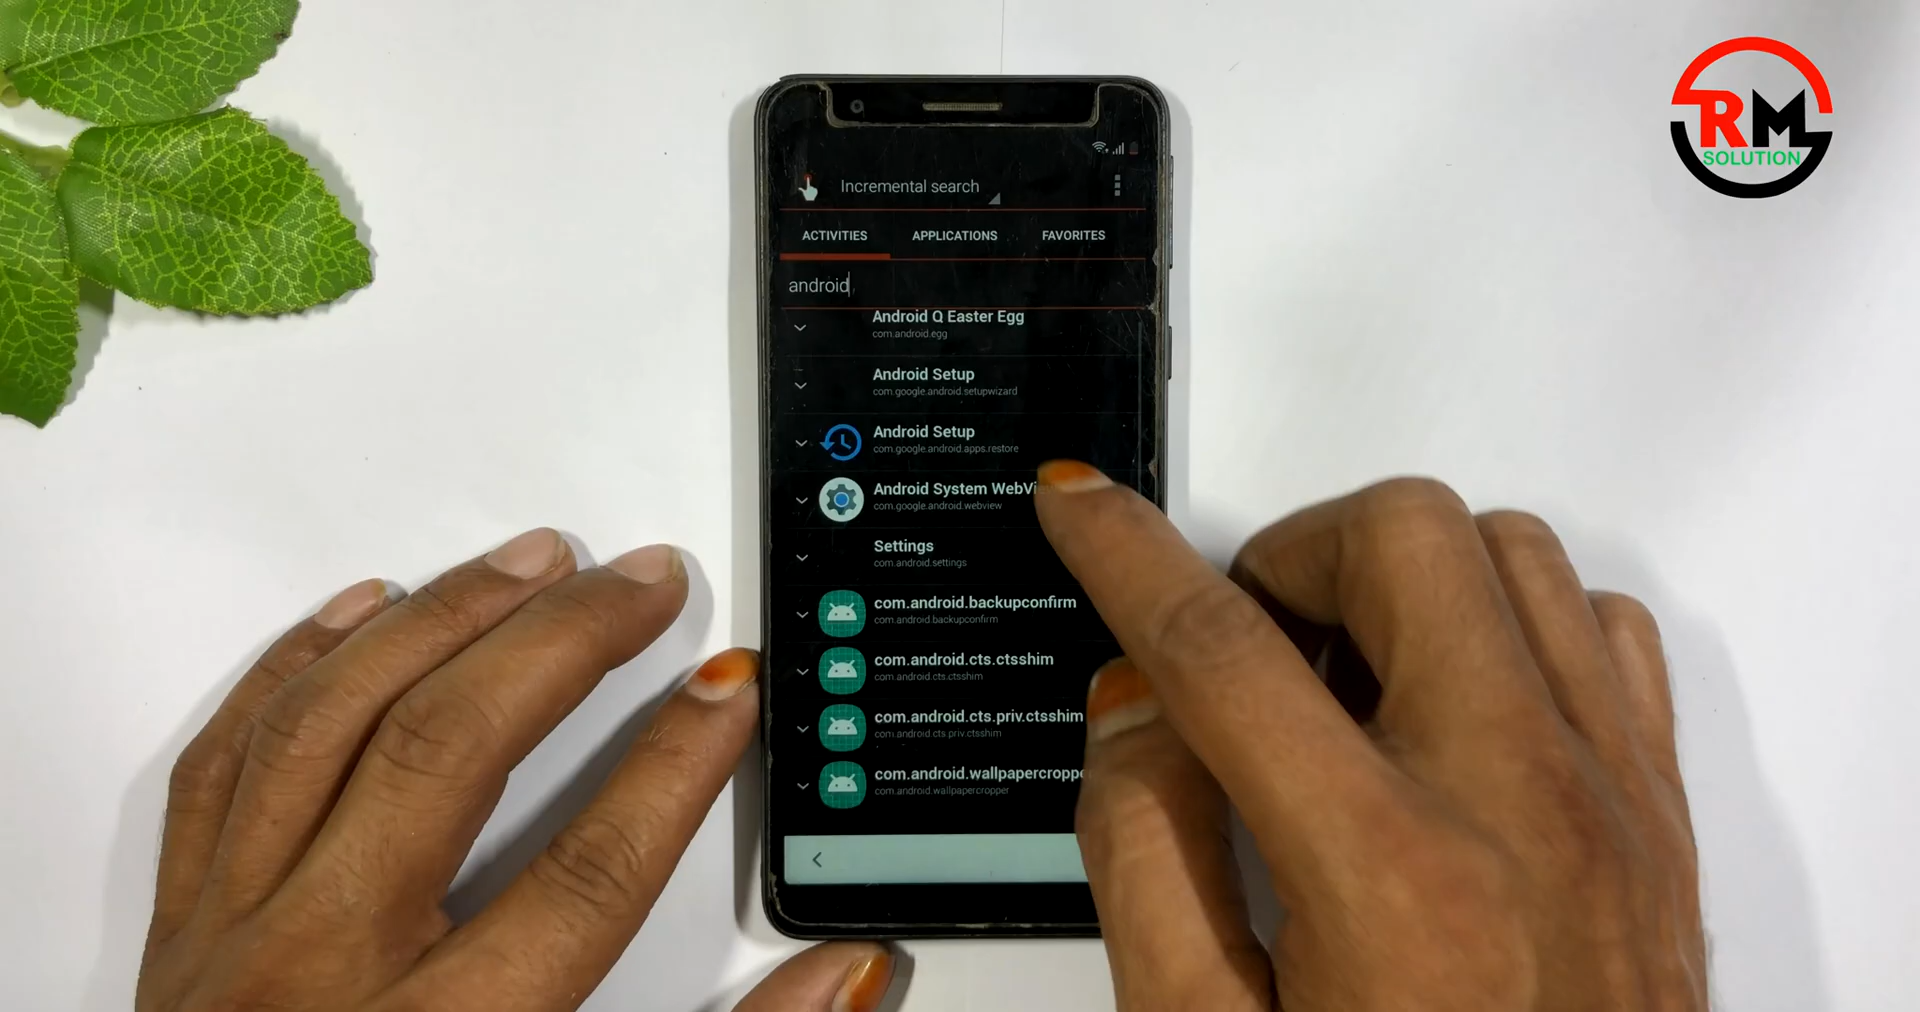 RM
SOLUTION
Incremental search
ACTIVITIES
APPLICATIONS
FAVORITES
android
Android Q Easter Egg
com.android.egg
Android Setup
com.google.android.setupwizard
Android Setup
com.google.android.apps.restore
Android System WebVi
com.google.android.webview
Settings
com.android.settings
com.android.backupconfirm
com.android.backupconfirm
com.android.cts.ctsshim
com.android.cts.ctsshim
com.android.cts.priv.ctsshim
com.android.cts.priv.ctsshim
com.android.wallpapercroppe
com.android.wallpapercropper